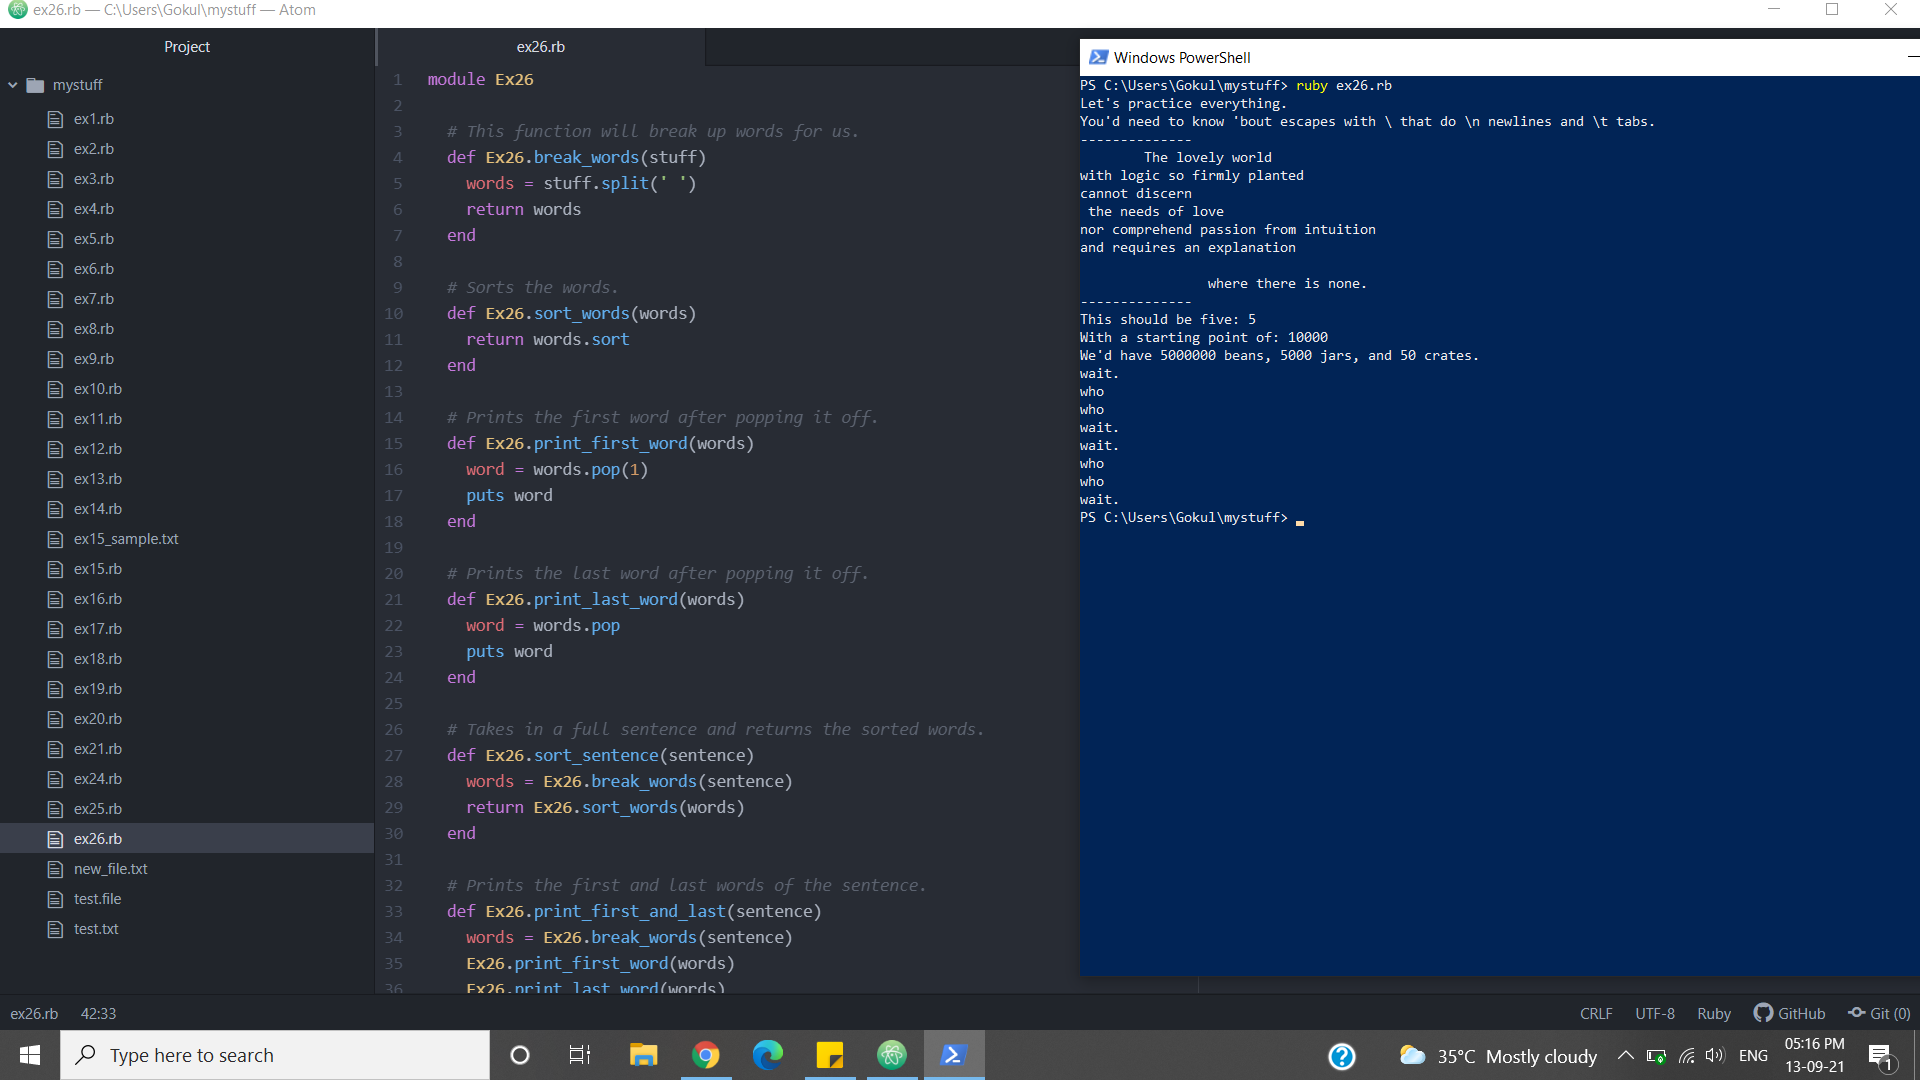 ex26.rb — C:\Users\Gokul\mystuff — Atom
Project
mystuff
ex1.rb
ex2.rb
ex3.rb
ex4.rb
ex5.rb
ex6.rb
ex7.rb
ex8.rb
ex9.rb
ex10.rb
ex11.rb
ex12.rb
ex13.rb
ex14.rb
ex15_sample.txt
ex15.rb
ex16.rb
ex17.rb
ex18.rb
ex19.rb
ex20.rb
ex21.rb
ex24.rb
ex25.rb
ex26.rb
new_file.txt
test.file
test.txt
ex26.rb
1 module Ex26
2
3 # This function will break up words for us.
4 def Ex26.break_words(stuff)
5 words = stuff.split(' ')
6 return words
7 end
8
9 # Sorts the words.
10 def Ex26.sort_words(words)
11 return words.sort
12 end
13
14 # Prints the first word after popping it off.
15 def Ex26.print_first_word(words)
16 word = words.pop(1)
17 puts word
18 end
19
20 # Prints the last word after popping it off.
21 def Ex26.print_last_word(words)
22 word = words.pop
23 puts word
24 end
25
26 # Takes in a full sentence and returns the sorted words.
27 def Ex26.sort_sentence(sentence)
28 words = Ex26.break_words(sentence)
29 return Ex26.sort_words(words)
30 end
31
32 # Prints the first and last words of the sentence.
33 def Ex26.print_first_and_last(sentence)
34 words = Ex26.break_words(sentence)
35 Ex26.print_first_word(words)
36 Ex26.print_last_word(words)
Windows PowerShell
PS C:\Users\Gokul\mystuff> ruby ex26.rb
Let's practice everything.
You'd need to know 'bout escapes with \ that do \n newlines and \t tabs.
--------------
The lovely world
with logic so firmly planted
cannot discern
the needs of love
nor comprehend passion from intuition
and requires an explanation
where there is none.
--------------
This should be five: 5
With a starting point of: 10000
We'd have 5000000 beans, 5000 jars, and 50 crates.
wait.
who
who
wait.
wait.
who
who
wait.
PS C:\Users\Gokul\mystuff>
ex26.rb 42:33
CRLF UTF-8 Ruby GitHub Git (0)
Type here to search
35°C Mostly cloudy
ENG
05:16 PM
13-09-21
1